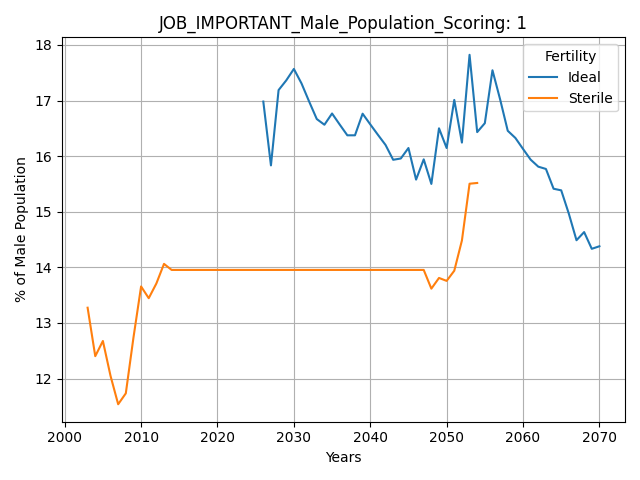 JOB_IMPORTANT_Male_Population_Scoring: 1
18
17
16
15
14
13
12
% of Male Population
Fertility
Ideal
Sterile
2000 2010 2020 2030 2040 2050 2060 2070
Years